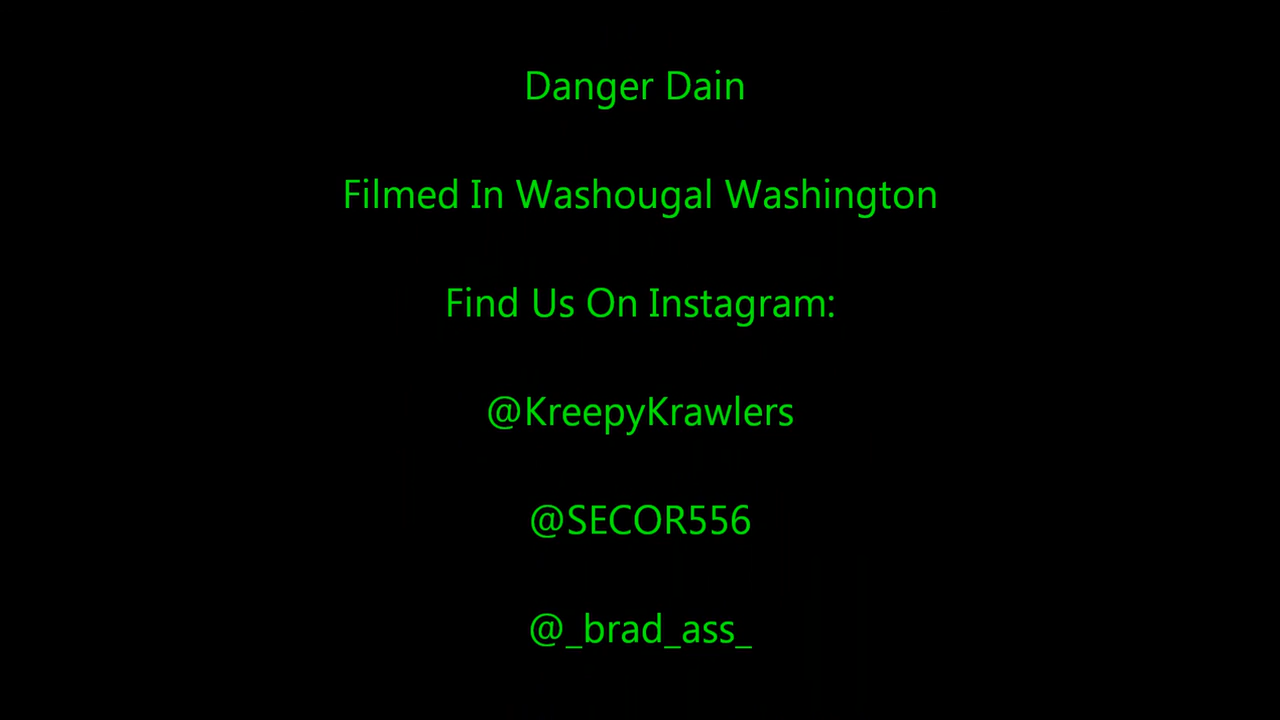 Danger Dain
Filmed In Washougal Washington
Find Us On Instagram:
@KreepyKrawlers
@SECOR556
@_brad_ass_